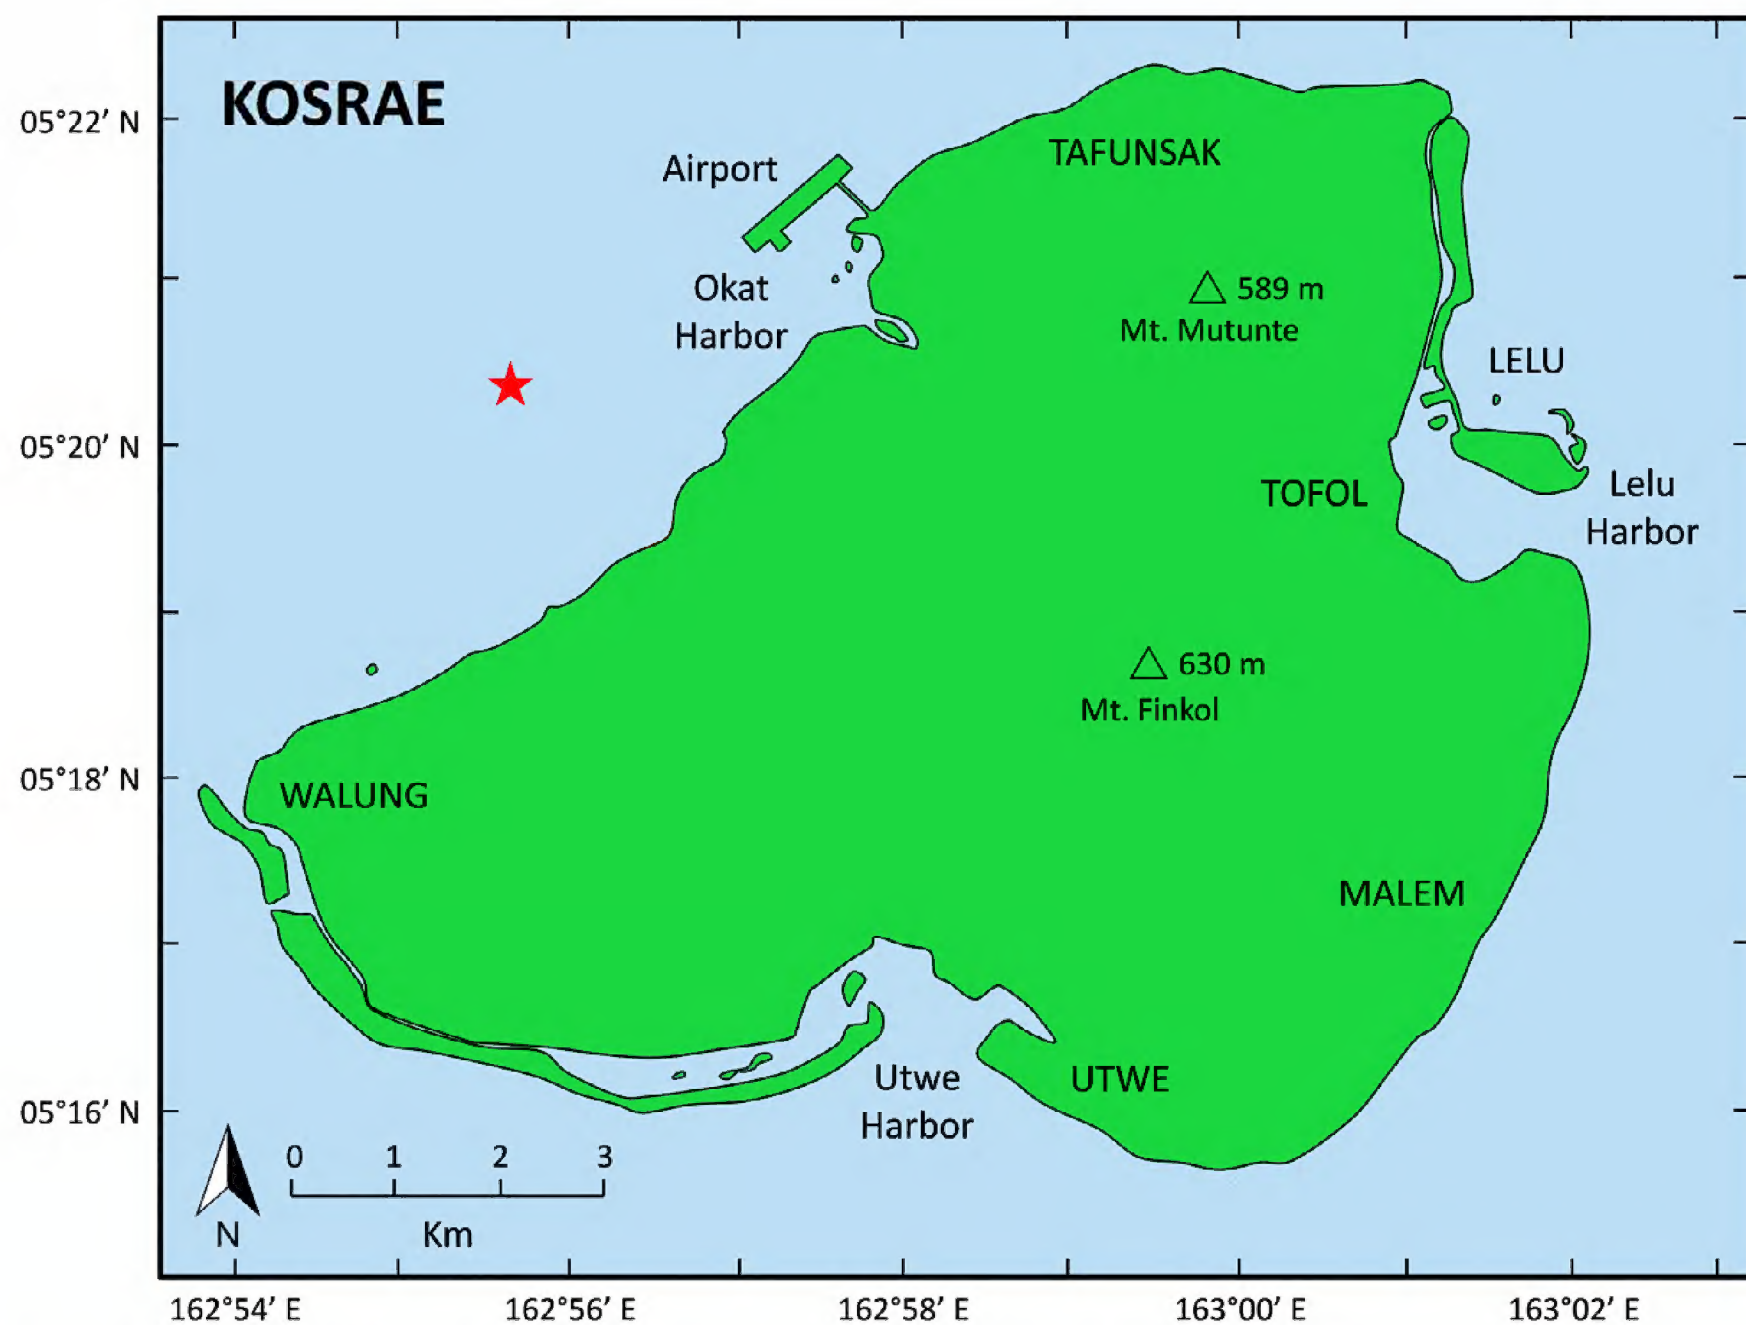 KOSRAE
05°22′ N
Airport
TAFUNSAK
Okat
Harbor
589 m
Mt. Mutunte
LELU
05°20′ N
TOFOL
Lelu
Harbor
630 m
Mt. Finkol
05°18′ N
WALUNG
MALEM
Utwe
Harbor
UTWE
05°16′ N
0 1 2 3
Km
N
162°54′ E 162°56′ E 162°58′ E 163°00′ E 163°02′ E